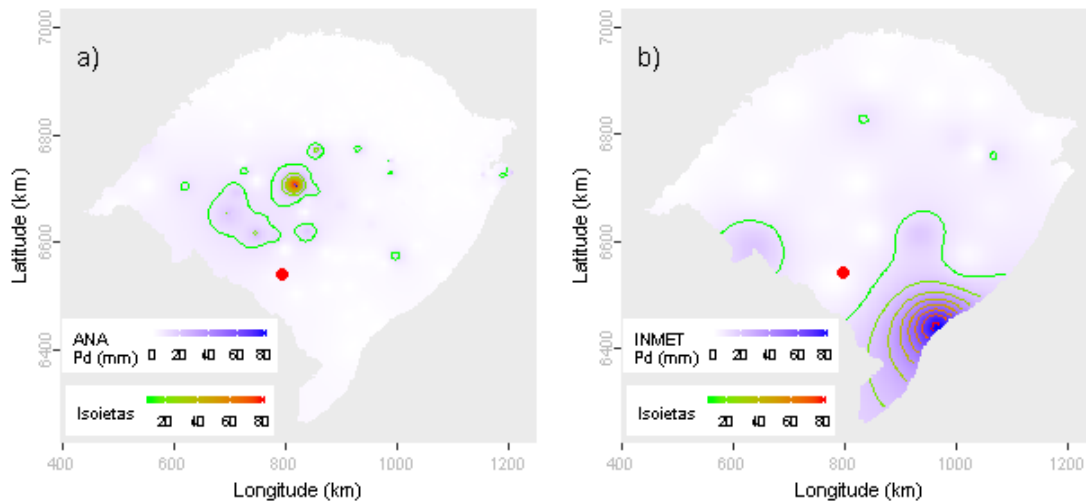 a)
7000
6800
6600
6400
Latitude (km)
ANA
Pd (mm)
0 20 40 60 80
Isoietas
20 40 60 80
400 600 800 1000 1200
Longitude (km)
b)
7000
6800
6600
6400
Latitude (km)
INMET
Pd (mm)
0 20 40 60 80
Isoietas
20 40 60 80
400 600 800 1000 1200
Longitude (km)